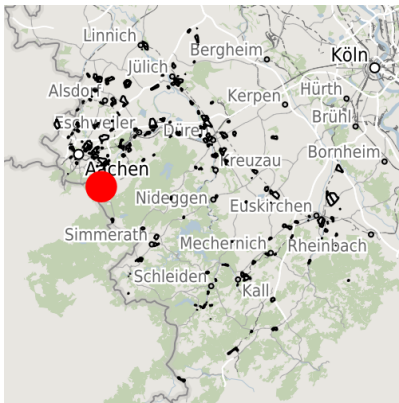 Linnich
Bergheim
Köln
Jülich
Alsdorf
Kerpen
Hürth
Brühl
Eschweiler
Düren
Bornheim
Kreuzau
Aachen
Nideggen
Euskirchen
Simmerath
Mechernich
Rheinbach
Schleiden
Kall